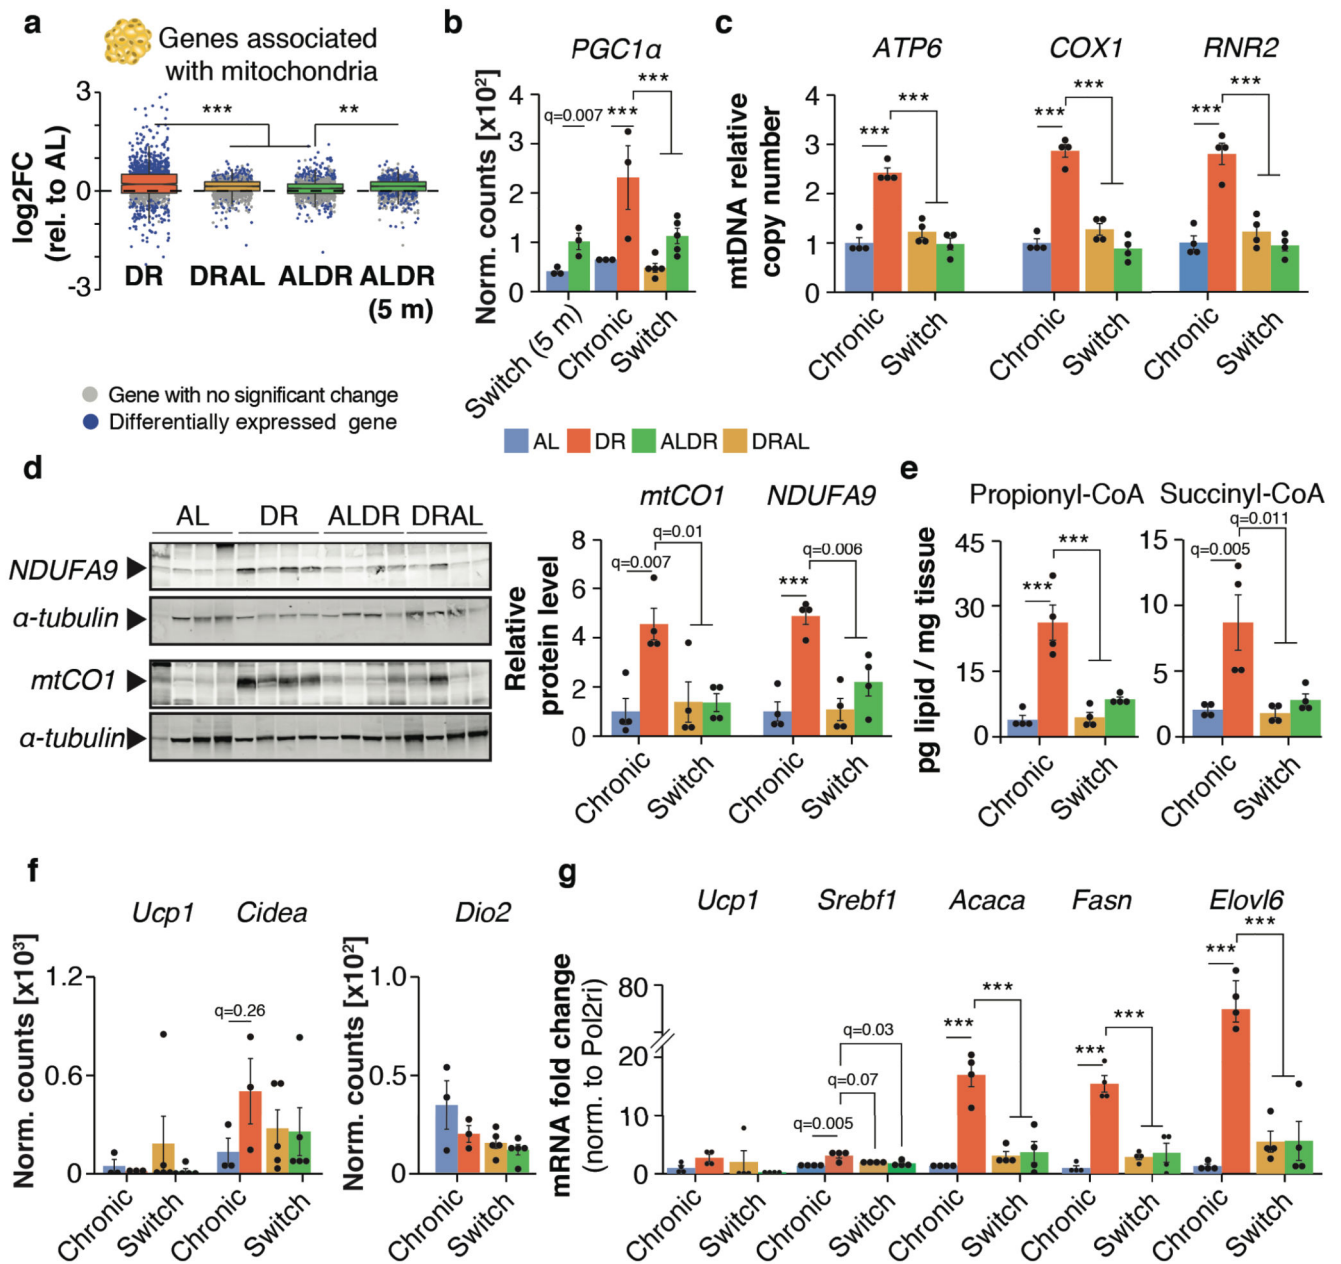 a
Genes associated
with mitochondria
log2FC
(rel. to AL)
3
0
-3
***
**
DR
DRAL
ALDR
ALDR
(5 m)
Gene with no significant change
Differentially expressed gene
b
PGC1α
Norm. counts [x10²]
4
3
2
1
0
q=0.007
***
***
Switch (5 m)
Chronic
Switch
c
ATP6
COX1
RNR2
mtDNA relative
copy number
4
3
2
1
0
***
***
***
***
***
***
Chronic
Switch
Chronic
Switch
Chronic
Switch
AL
DR
ALDR
DRAL
d
AL
DR
ALDR
DRAL
NDUFA9
α-tubulin
mtCO1
α-tubulin
mtCO1
NDUFA9
Relative
protein level
8
6
4
2
0
q=0.01
q=0.007
q=0.006
***
Chronic
Switch
Chronic
Switch
e
Propionyl-CoA
Succinyl-CoA
pg lipid / mg tissue
45
30
15
0
***
***
15
10
5
0
q=0.011
q=0.005
Chronic
Switch
Chronic
Switch
f
Ucp1
Cidea
Dio2
Norm. counts [x10³]
1.2
0.6
0
q=0.26
Chronic
Switch
Chronic
Switch
Norm. counts [x10²]
1.0
0.5
0
Chronic
Switch
g
Ucp1
Srebf1
Acaca
Fasn
Elovl6
mRNA fold change
(norm. to Pol2ri)
80
20
10
0
q=0.03
q=0.07
q=0.005
***
***
***
***
***
***
Chronic
Switch
Chronic
Switch
Chronic
Switch
Chronic
Switch
Chronic
Switch